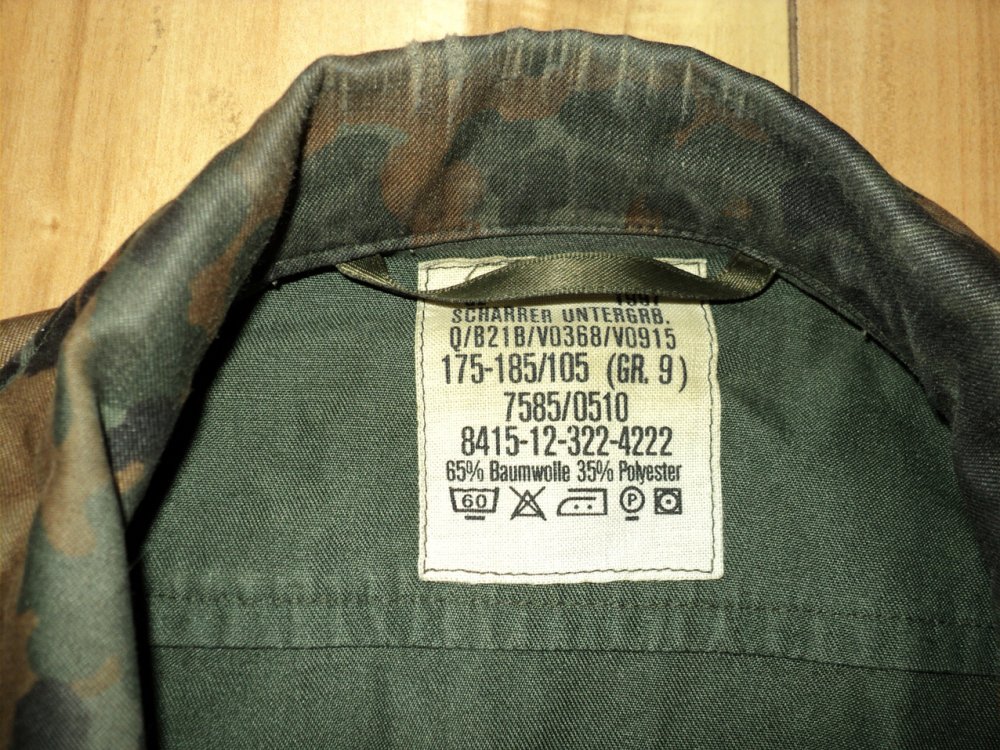 SCHARRER UNTERGRB.
Q/B21B/V0368/V0915
175-185/105 (GR. 9)
7585/0510
8415-12-322-4222
65% Baumwolle 35% Polyester
60 P